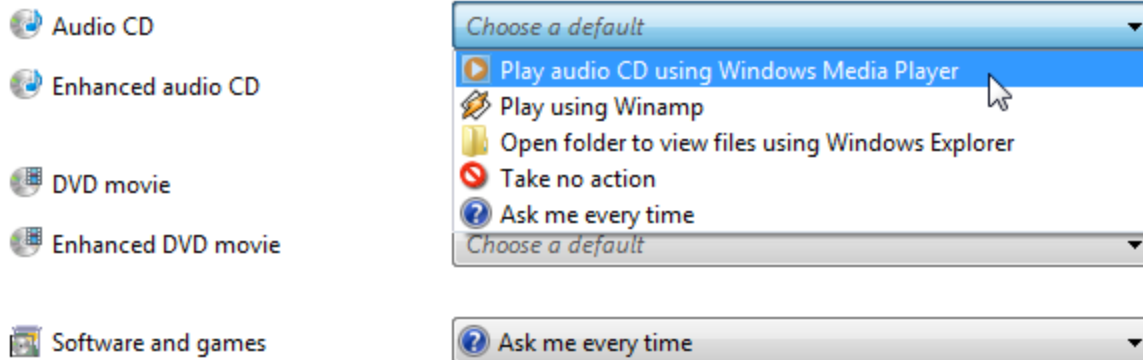 Audio CD
Choose a default
Play audio CD using Windows Media Player
Enhanced audio CD
Play using Winamp
Open folder to view files using Windows Explorer
DVD movie
Take no action
Ask me every time
Enhanced DVD movie
Choose a default
Software and games
Ask me every time